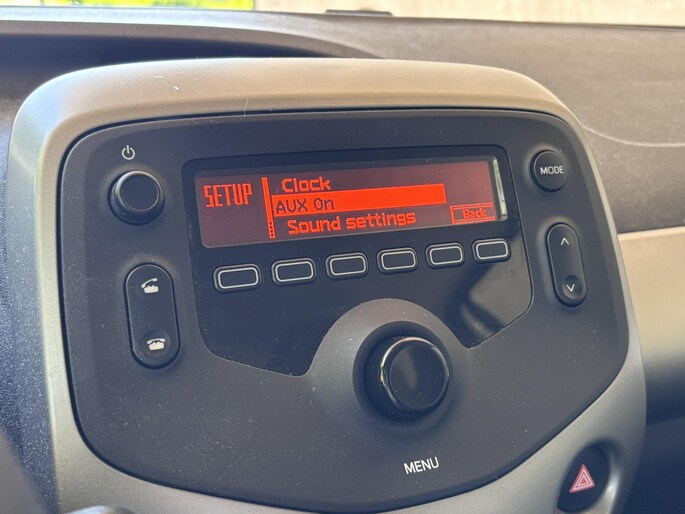 SETUP
Clock
AUX On
Sound settings
Back
MODE
MENU